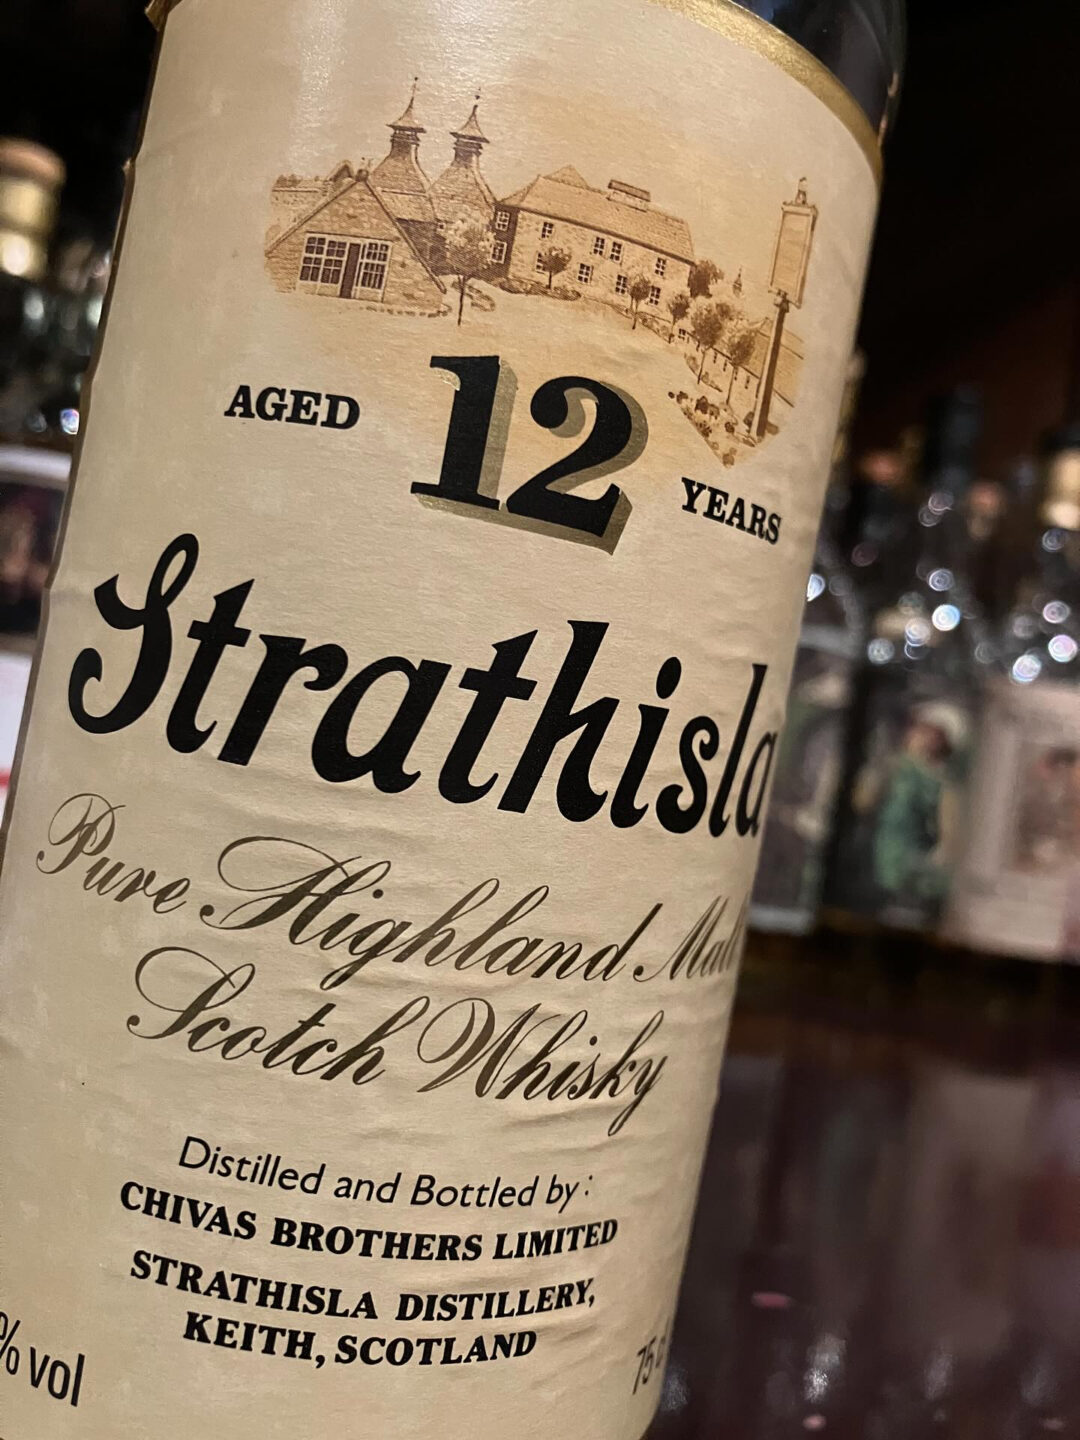 AGED 12 YEARS
Strathisla
Pure Highland Malt
Scotch Whisky
Distilled and Bottled by:
CHIVAS BROTHERS LIMITED
STRATHISLA DISTILLERY,
KEITH, SCOTLAND
% vol
75 c